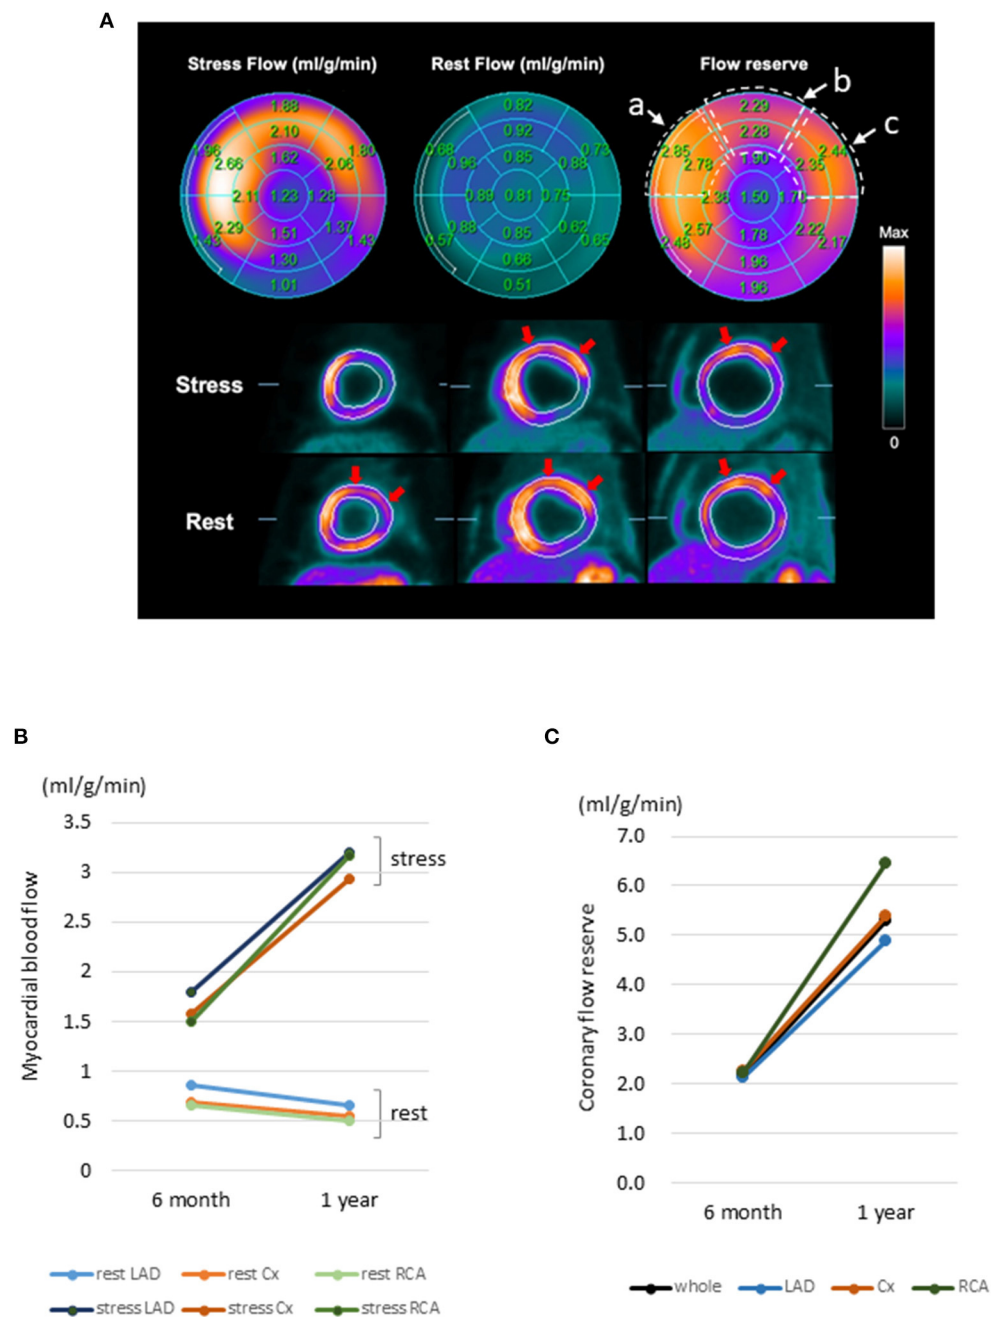 A
Stress Flow (ml/g/min)
Rest Flow (ml/g/min)
Flow reserve
a
b
c
1.88
2.10
1.96
1.80
1.62
2.66
2.06
2.11
1.23
1.28
2.29
1.37
1.43
1.51
1.43
1.30
1.01
0.82
0.92
0.68
0.73
0.85
0.96
0.88
0.89
0.81
0.75
0.88
0.62
0.57
0.85
0.65
0.66
0.51
2.29
2.28
2.85
2.44
1.90
2.78
2.35
2.36
1.50
2.57
2.22
2.48
1.78
2.17
1.96
1.96
Max
0
Stress
Rest
B
(ml/g/min)
Myocardial blood flow
3.5
3
2.5
2
1.5
1
0.5
0
stress
rest
6 month
1 year
rest LAD
rest Cx
rest RCA
stress LAD
stress Cx
stress RCA
C
(ml/g/min)
Coronary flow reserve
7.0
6.0
5.0
4.0
3.0
2.0
1.0
0.0
6 month
1 year
whole
LAD
Cx
RCA